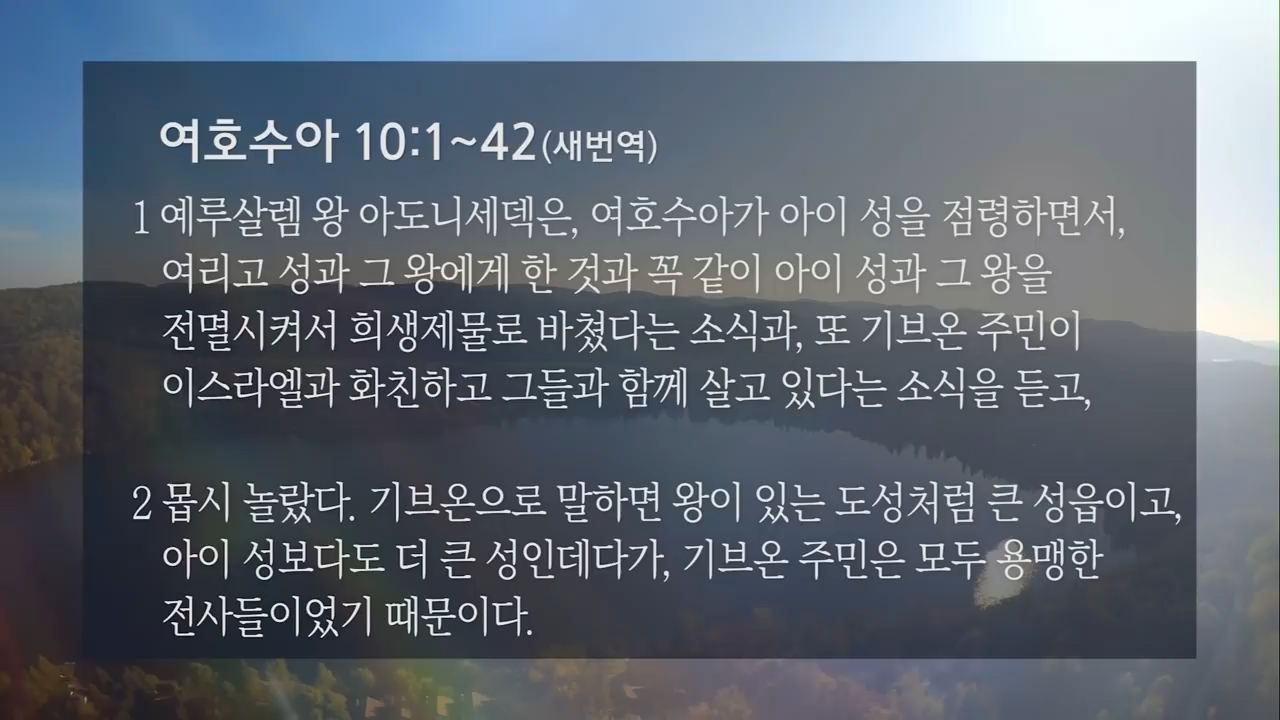 여호수아 10:1~42(새번역)
1 예루살렘 왕 아도니세덱은, 여호수아가 아이 성을 점령하면서,
여리고 성과 그 왕에게 한 것과 꼭 같이 아이 성과 그 왕을
전멸시켜서 희생제물로 바쳤다는 소식과, 또 기브온 주민이
이스라엘과 화친하고 그들과 함께 살고 있다는 소식을 듣고,
2 몹시 놀랐다. 기브온으로 말하면 왕이 있는 도성처럼 큰 성읍이고,
아이 성보다도 더 큰 성인데다가, 기브온 주민은 모두 용맹한
전사들이었기 때문이다.